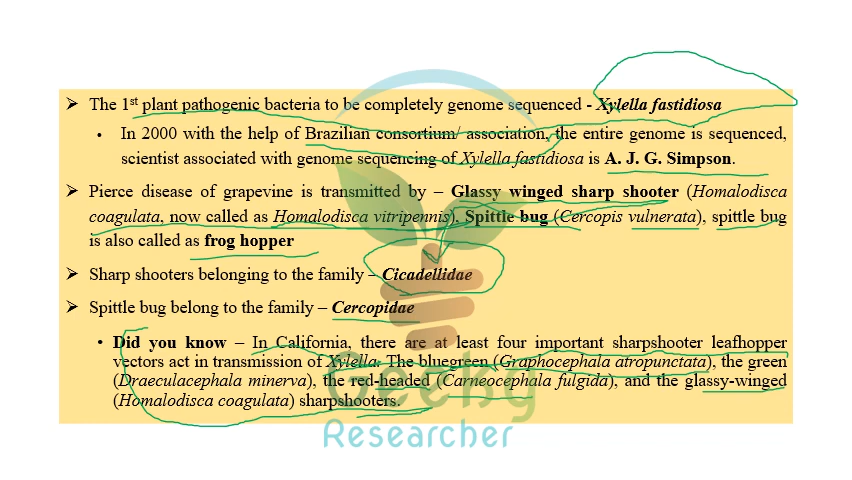 ➢ The 1st plant pathogenic bacteria to be completely genome sequenced - Xylella fastidiosa
• In 2000 with the help of Brazilian consortium/ association, the entire genome is sequenced,
scientist associated with genome sequencing of Xylella fastidiosa is A. J. G. Simpson.
➢ Pierce disease of grapevine is transmitted by – Glassy winged sharp shooter (Homalodisca
coagulata, now called as Homalodisca vitripennis). Spittle bug (Cercopis vulnerata), spittle bug
is also called as frog hopper
➢ Sharp shooters belonging to the family – Cicadellidae
➢ Spittle bug belong to the family – Cercopidae
• Did you know – In California, there are at least four important sharpshooter leafhopper
vectors act in transmission of Xylella. The bluegreen (Graphocephala atropunctata), the green
(Draeculacephala minerva), the red-headed (Carneocephala fulgida), and the glassy-winged
(Homalodisca coagulata) sharpshooters.
Geeky
Researcher